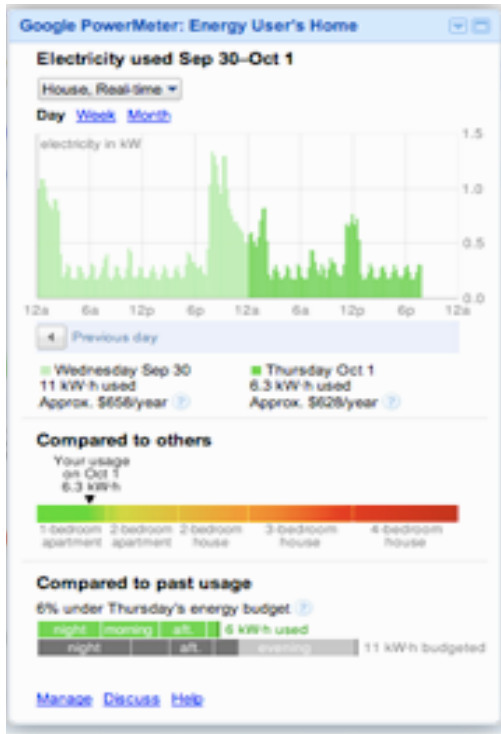 Google PowerMeter: Energy User's Home
Electricity used Sep 30–Oct 1
House, Real-time
Day Week Month
electricity in kW
1.5
1.0
0.5
0.0
12a 6a 12p 6p 12a 6a 12p 6p 12a
Previous day
Wednesday Sep 30 Thursday Oct 1
11 kW·h used 6.3 kW·h used
Approx. $658/year ? Approx. $628/year ?
Compared to others
Your usage
on Oct 1
6.3 kW·h
1-bedroom 2-bedroom 2-bedroom 3-bedroom 4-bedroom
apartment apartment house house house
Compared to past usage
6% under Thursday's energy budget ?
night morning aft. 6 kW·h used
night aft. evening 11 kW·h budgeted
Manage Discuss Help